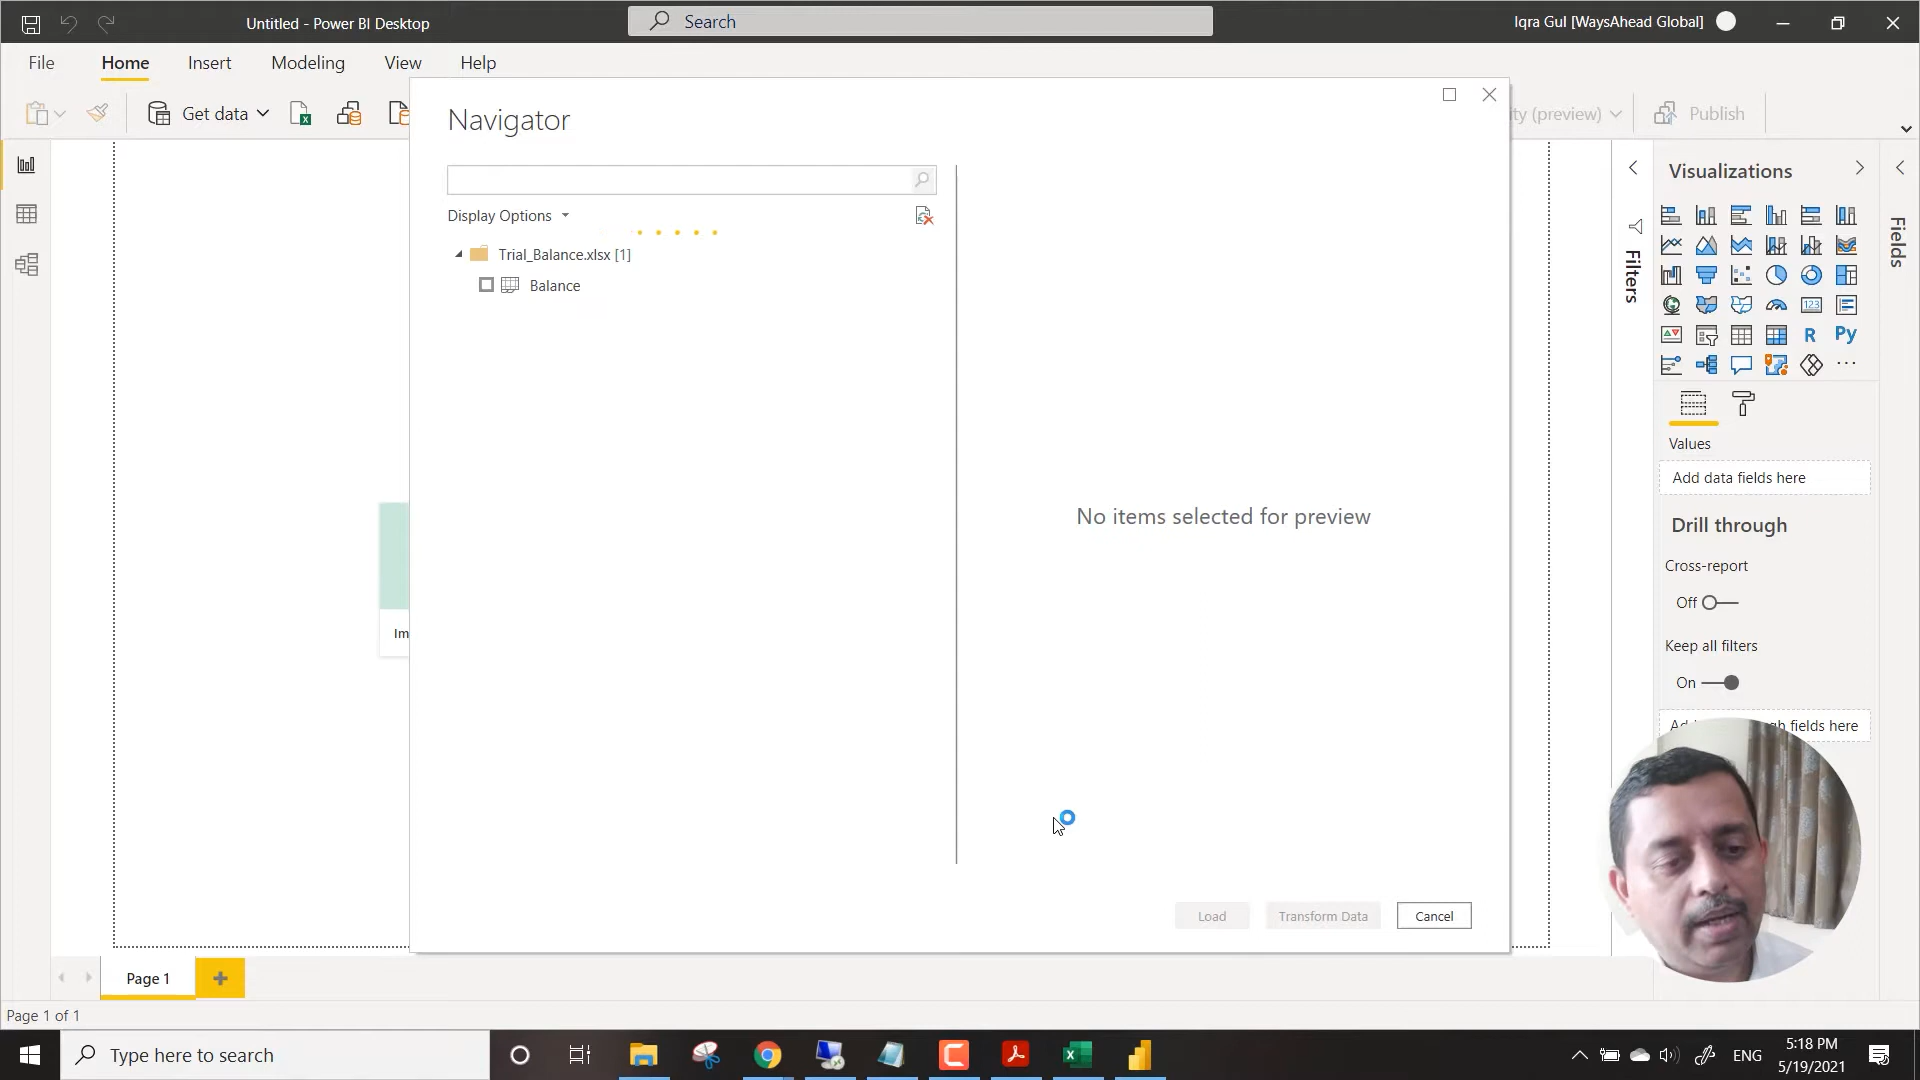 Untitled - Power BI Desktop
Search
Iqra Gul [WaysAhead Global]
File
Home
Insert
Modeling
View
Help
Get data
ity (preview)
Publish
Navigator
Display Options
Trial_Balance.xlsx [1]
Balance
No items selected for preview
Load
Transform Data
Cancel
Im
Filters
Visualizations
Fields
123
R
Py
Values
Add data fields here
Drill through
Cross-report
Off
Keep all filters
On
h fields here
Page 1
Page 1 of 1
Type here to search
ENG
5:18 PM
5/19/2021